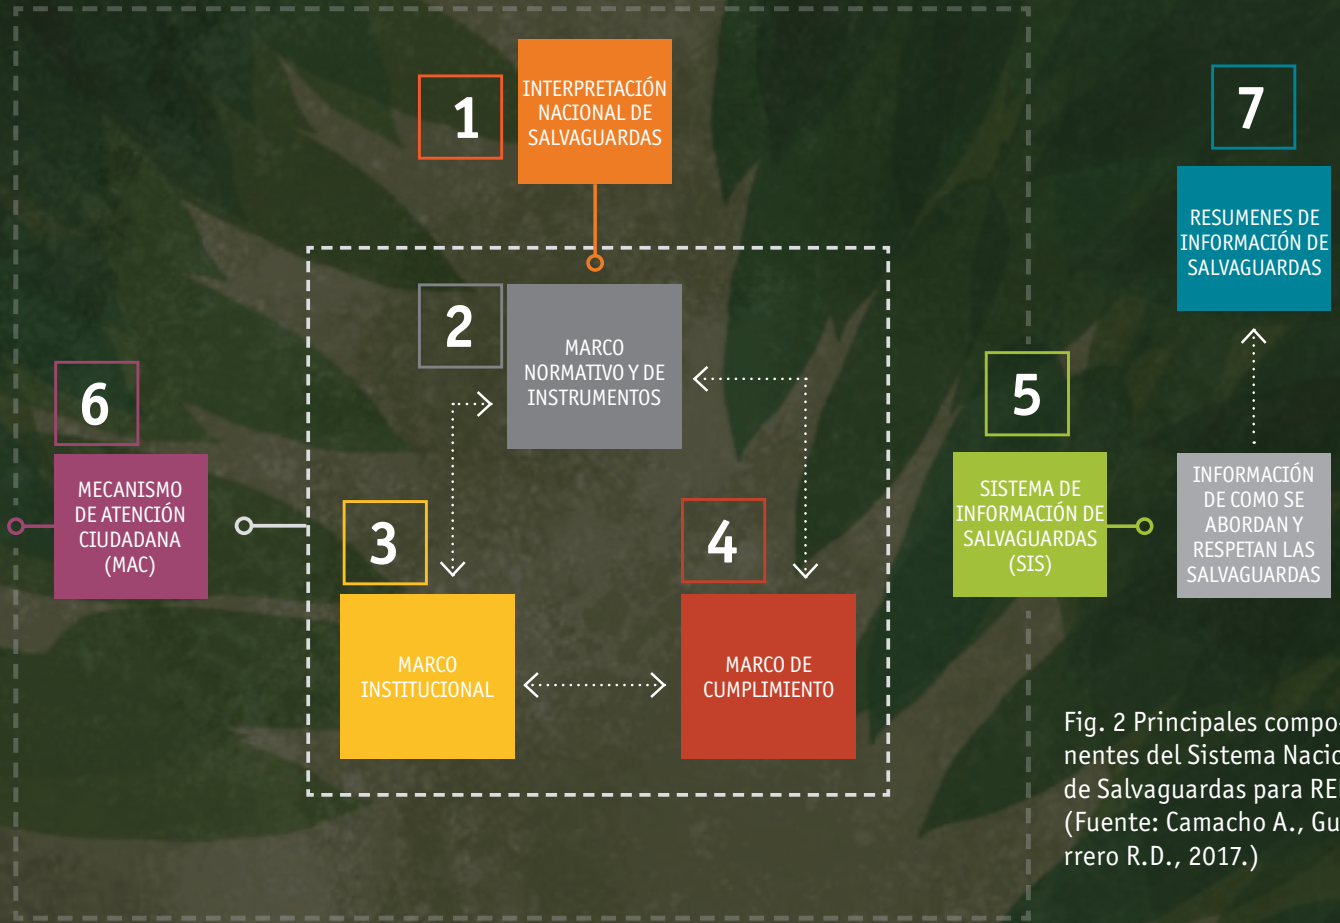 1
INTERPRETACIÓN
NACIONAL DE
SALVAGUARDAS
2
MARCO
NORMATIVO Y DE
INSTRUMENTOS
3
MARCO
INSTITUCIONAL
4
MARCO DE
CUMPLIMIENTO
5
SISTEMA DE
INFORMACIÓN DE
SALVAGUARDAS
(SIS)
6
MECANISMO
DE ATENCIÓN
CIUDADANA
(MAC)
7
RESUMENES DE
INFORMACIÓN DE
SALVAGUARDAS
INFORMACIÓN
DE COMO SE
ABORDAN Y
RESPETAN LAS
SALVAGUARDAS
Fig. 2 Principales compo-
nentes del Sistema
de Salvaguardas para
(Fuente: Camacho A.,
rrero R.D., 2017.)